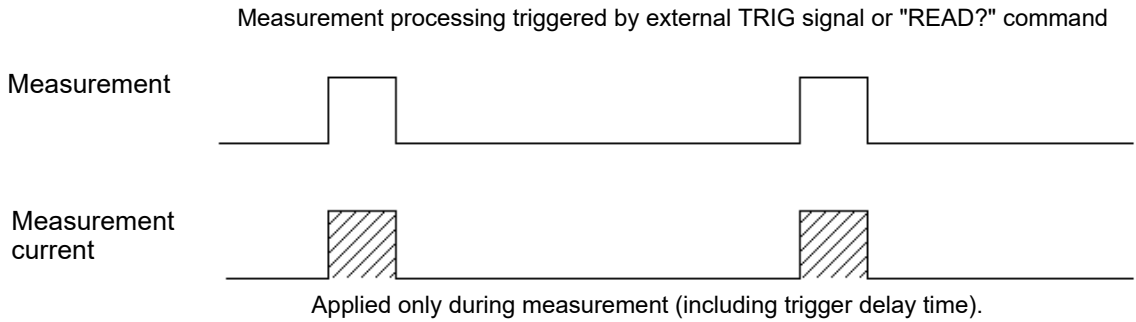 Measurement processing triggered by external TRIG signal or "READ?" command
Measurement
Measurement
current
Applied only during measurement (including trigger delay time).